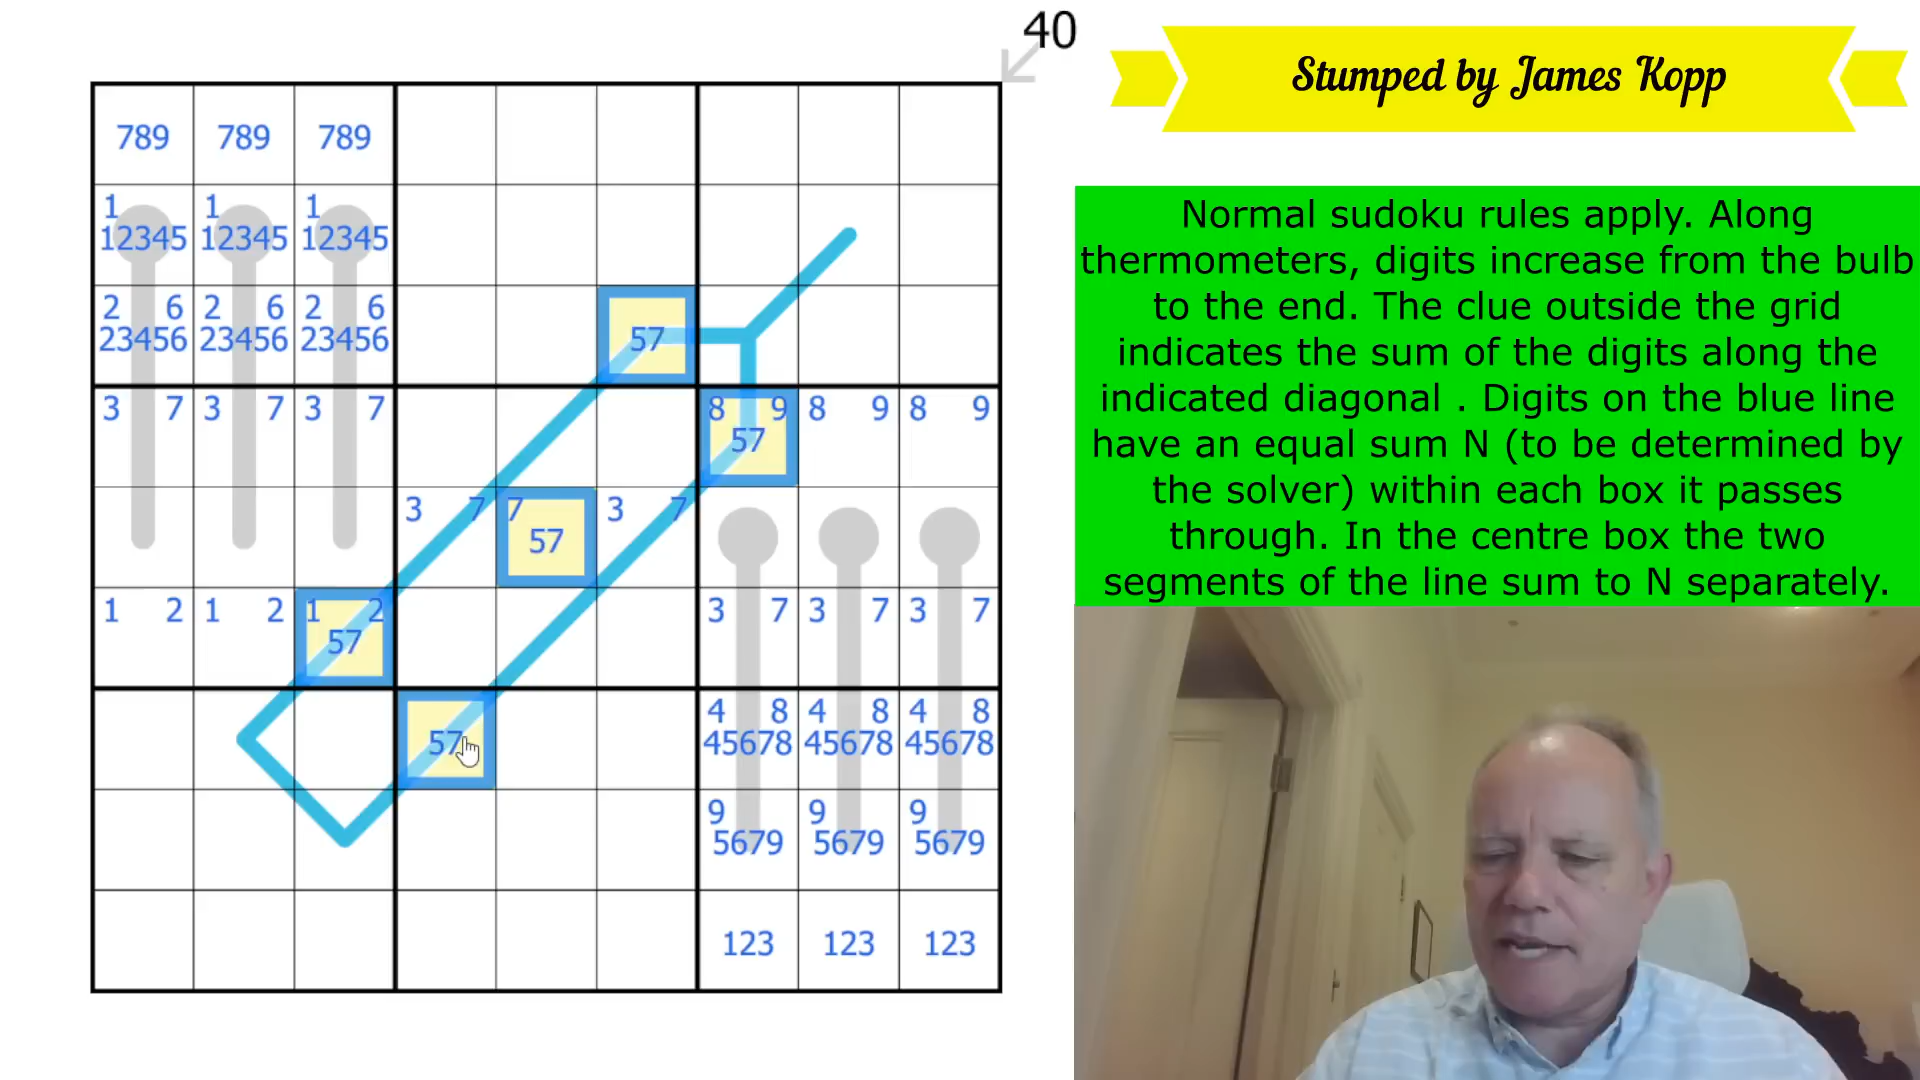 40
Stumped by James Kopp
Normal sudoku rules apply. Along
thermometers, digits increase from the bulb
to the end. The clue outside the grid
indicates the sum of the digits along the
indicated diagonal . Digits on the blue line
have an equal sum N (to be determined by
the solver) within each box it passes
through. In the centre box the two
segments of the line sum to N separately.
789 789 789
1 1 1
12345 12345 12345
2 6 2 6 2 6
23456 23456 23456 57
3 7 3 7 3 7 8 9 8 9 8 9
57
3 7 7 3 7
57
1 2 1 2 1 2 3 7 3 7 3 7
57
4 8 4 8 4 8
57 45678 45678 45678
9 9 9
5679 5679 5679
123 123 123